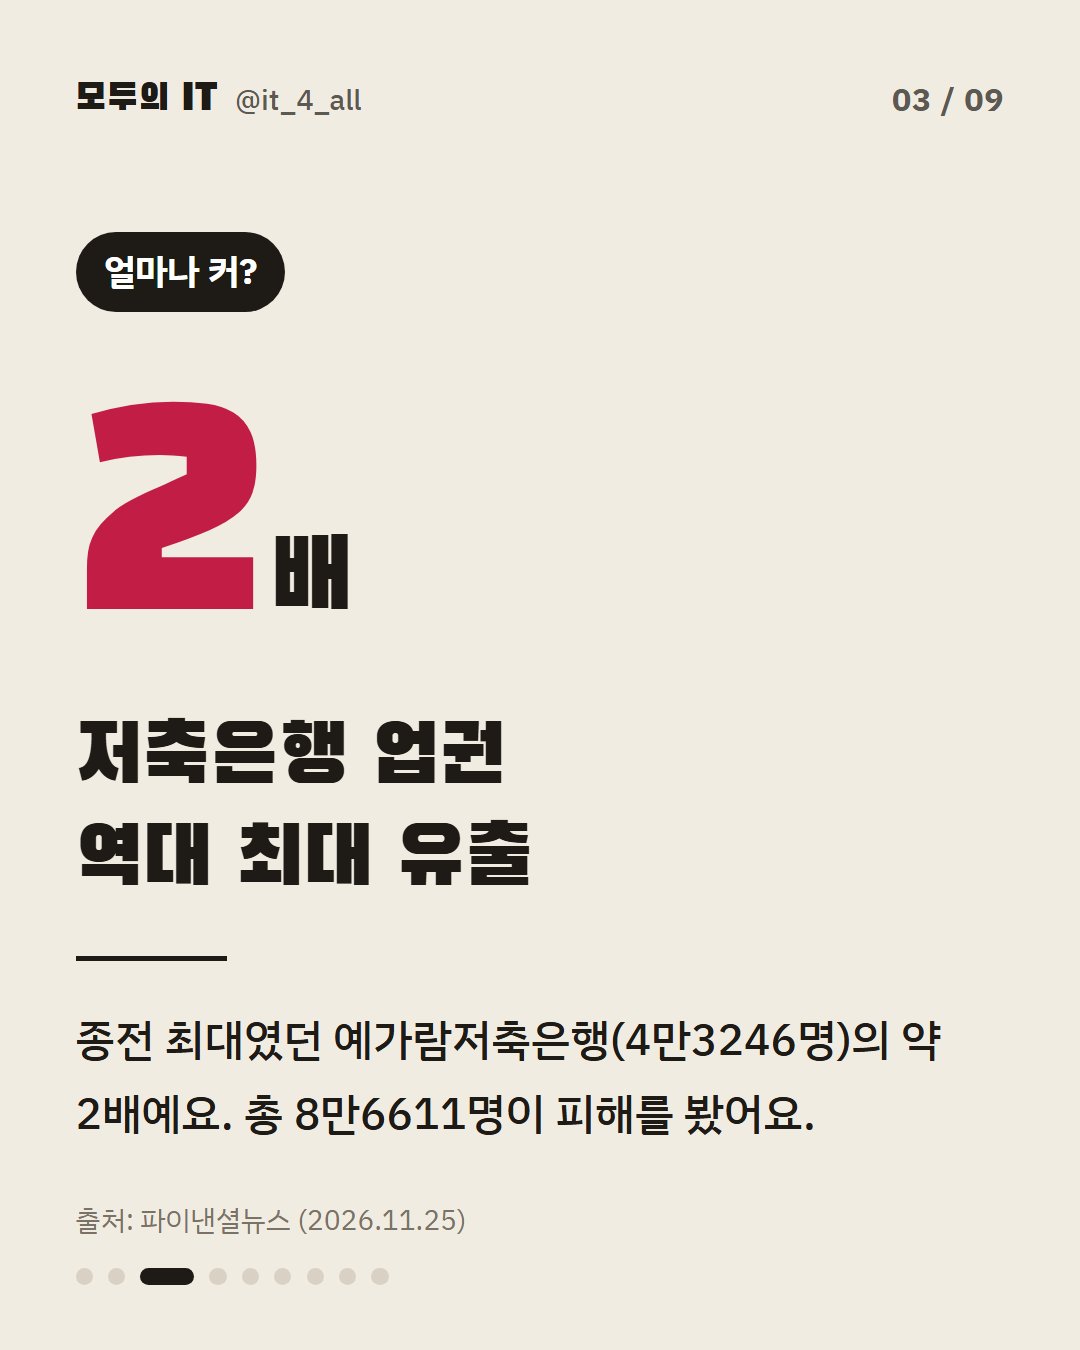 모두의 IT @it_4_all
03 / 09
얼마나 커?
2배
저축은행 업권
역대 최대 유출
종전 최대였던 예가람저축은행(4만3246명)의 약
2배예요. 총 8만6611명이 피해를 봤어요.
출처: 파이낸셜뉴스 (2026.11.25)